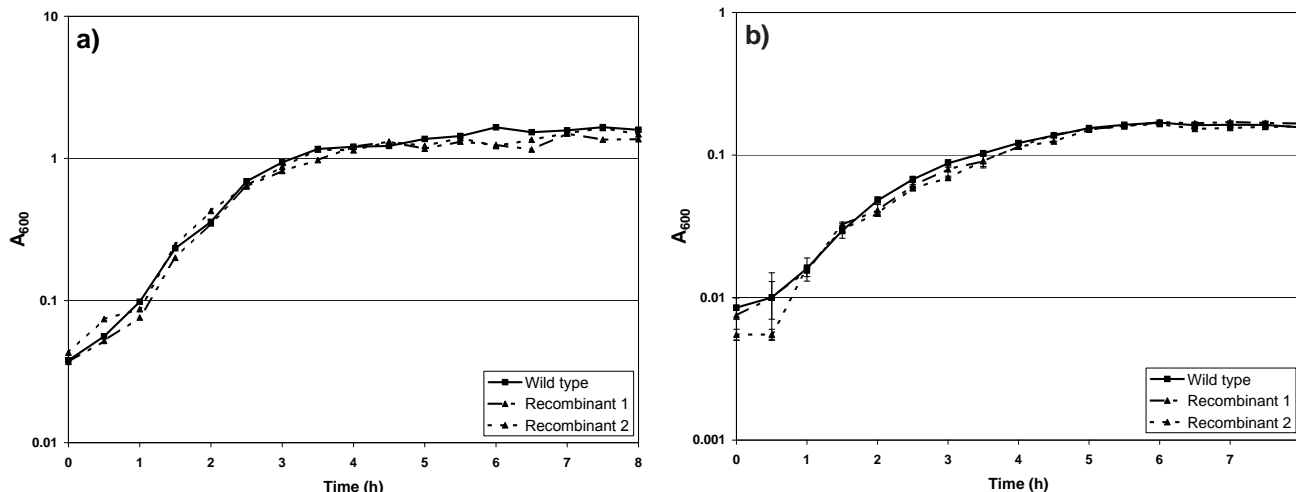 a)
10
1
0.1
0.01
A600
0 1 2 3 4 5 6 7 8
Time (h)
Wild type
Recombinant 1
Recombinant 2
b)
1
0.1
0.01
0.001
A600
0 1 2 3 4 5 6 7
Time (h)
Wild type
Recombinant 1
Recombinant 2